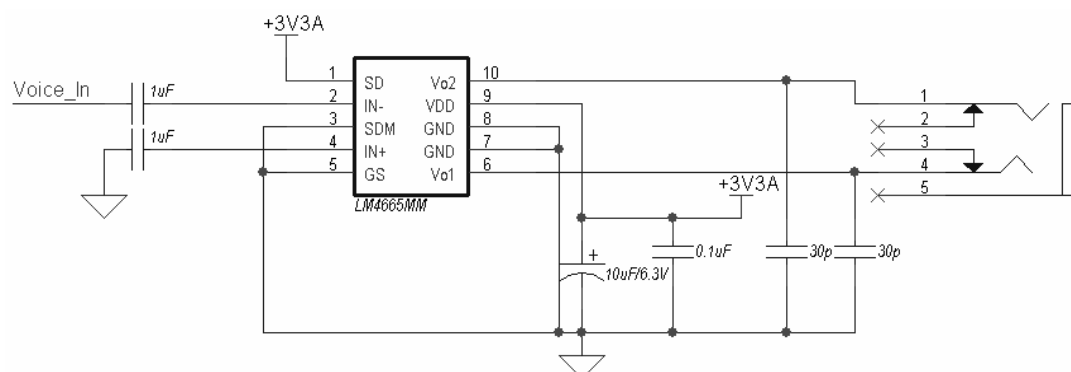 +3V3A
Voice_In
1uF
1uF
1
2
3
4
5
SD
IN-
SDM
IN+
GS
Vo2
VDD
GND
GND
Vo1
10
9
8
7
6
LM4665MM
+3V3A
+
10uF/6.3V
0.1uF
30p
30p
1
2
3
4
5